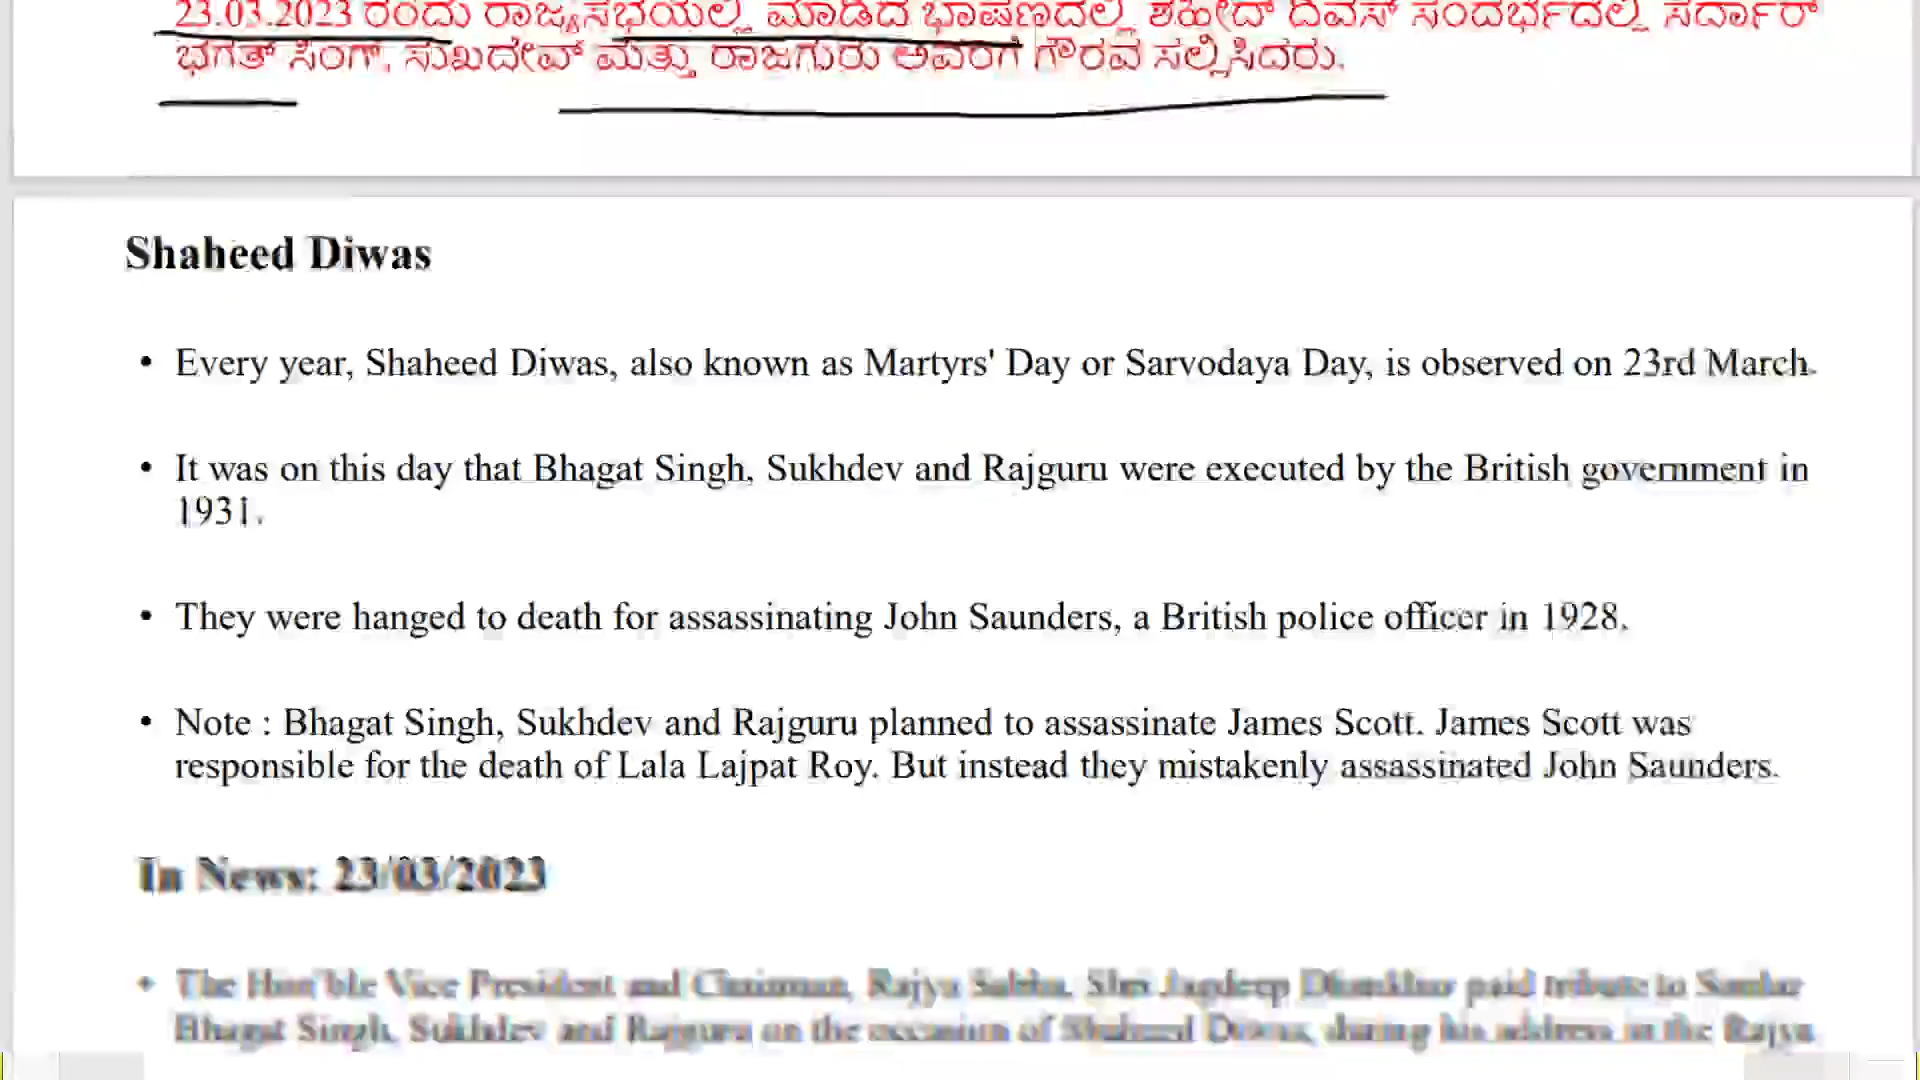 23.03.2023 ರಂದು ರಾಜ್ಯಸಭೆಯಲ್ಲಿ ಮಾಡಿದ ಭಾಷಣದಲ್ಲಿ ಶಹೀದ್ ದಿವಸ್ ಸಂದರ್ಭದಲ್ಲಿ ಸರ್ದಾರ್
ಭಗತ್ ಸಿಂಗ್, ಸುಖದೇವ್ ಮತ್ತು ರಾಜಗುರು ಅವರಿಗೆ ಗೌರವ ಸಲ್ಲಿಸಿದರು.
Shaheed Diwas
• Every year, Shaheed Diwas, also known as Martyrs' Day or Sarvodaya Day, is observed on 23rd March.
• It was on this day that Bhagat Singh, Sukhdev and Rajguru were executed by the British government in
1931.
• They were hanged to death for assassinating John Saunders, a British police officer in 1928.
• Note : Bhagat Singh, Sukhdev and Rajguru planned to assassinate James Scott. James Scott was
responsible for the death of Lala Lajpat Roy. But instead they mistakenly assassinated John Saunders.
In News: 23/03/2023
• The Hon'ble Vice President and Chairman, Rajya Sabha, Shri Jagdeep Dhankhar paid tribute to Sardar
Bhagat Singh, Sukhdev and Rajguru on the occasion of Shaheed Diwas, during his address in the Rajya